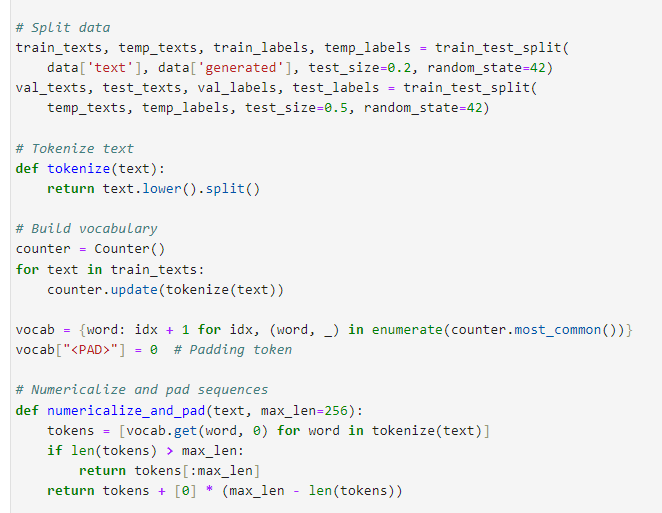 # Split data
train_texts, temp_texts, train_labels, temp_labels = train_test_split(
    data['text'], data['generated'], test_size=0.2, random_state=42)
val_texts, test_texts, val_labels, test_labels = train_test_split(
    temp_texts, temp_labels, test_size=0.5, random_state=42)

# Tokenize text
def tokenize(text):
    return text.lower().split()

# Build vocabulary
counter = Counter()
for text in train_texts:
    counter.update(tokenize(text))

vocab = {word: idx + 1 for idx, (word, _) in enumerate(counter.most_common())}
vocab["<PAD>"] = 0  # Padding token

# Numericalize and pad sequences
def numericalize_and_pad(text, max_len=256):
    tokens = [vocab.get(word, 0) for word in tokenize(text)]
    if len(tokens) > max_len:
        return tokens[:max_len]
    return tokens + [0] * (max_len - len(tokens))